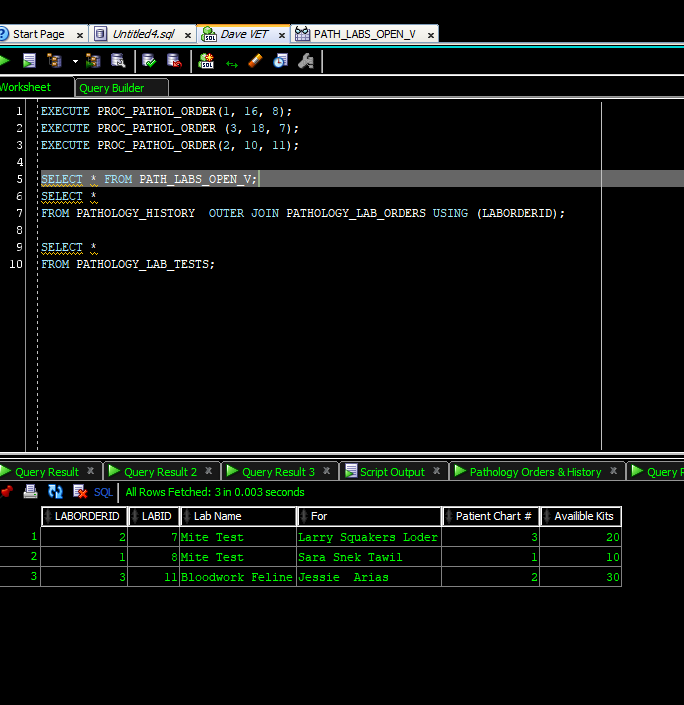 Start Page x Untitled4.sql x Dave VET x PATH_LABS_OPEN_V x
Worksheet Query Builder
1 EXECUTE PROC_PATHOL_ORDER(1, 16, 8);
2 EXECUTE PROC_PATHOL_ORDER (3, 18, 7);
3 EXECUTE PROC_PATHOL_ORDER(2, 10, 11);
4
5 SELECT * FROM PATH_LABS_OPEN_V;
6 SELECT *
7 FROM PATHOLOGY_HISTORY  OUTER JOIN PATHOLOGY_LAB_ORDERS USING (LABORDERID);
8
9 SELECT *
10 FROM PATHOLOGY_LAB_TESTS;
Query Result x Query Result 2 x Query Result 3 x Script Output x Pathology Orders & History x Query R
SQL All Rows Fetched: 3 in 0.003 seconds
LABORDERID LABID Lab Name For Patient Chart # Availible Kits
1 2 7 Mite Test Larry Squakers Loder 3 20
2 1 8 Mite Test Sara Snek Tawil 1 10
3 3 11 Bloodwork Feline Jessie  Arias 2 30